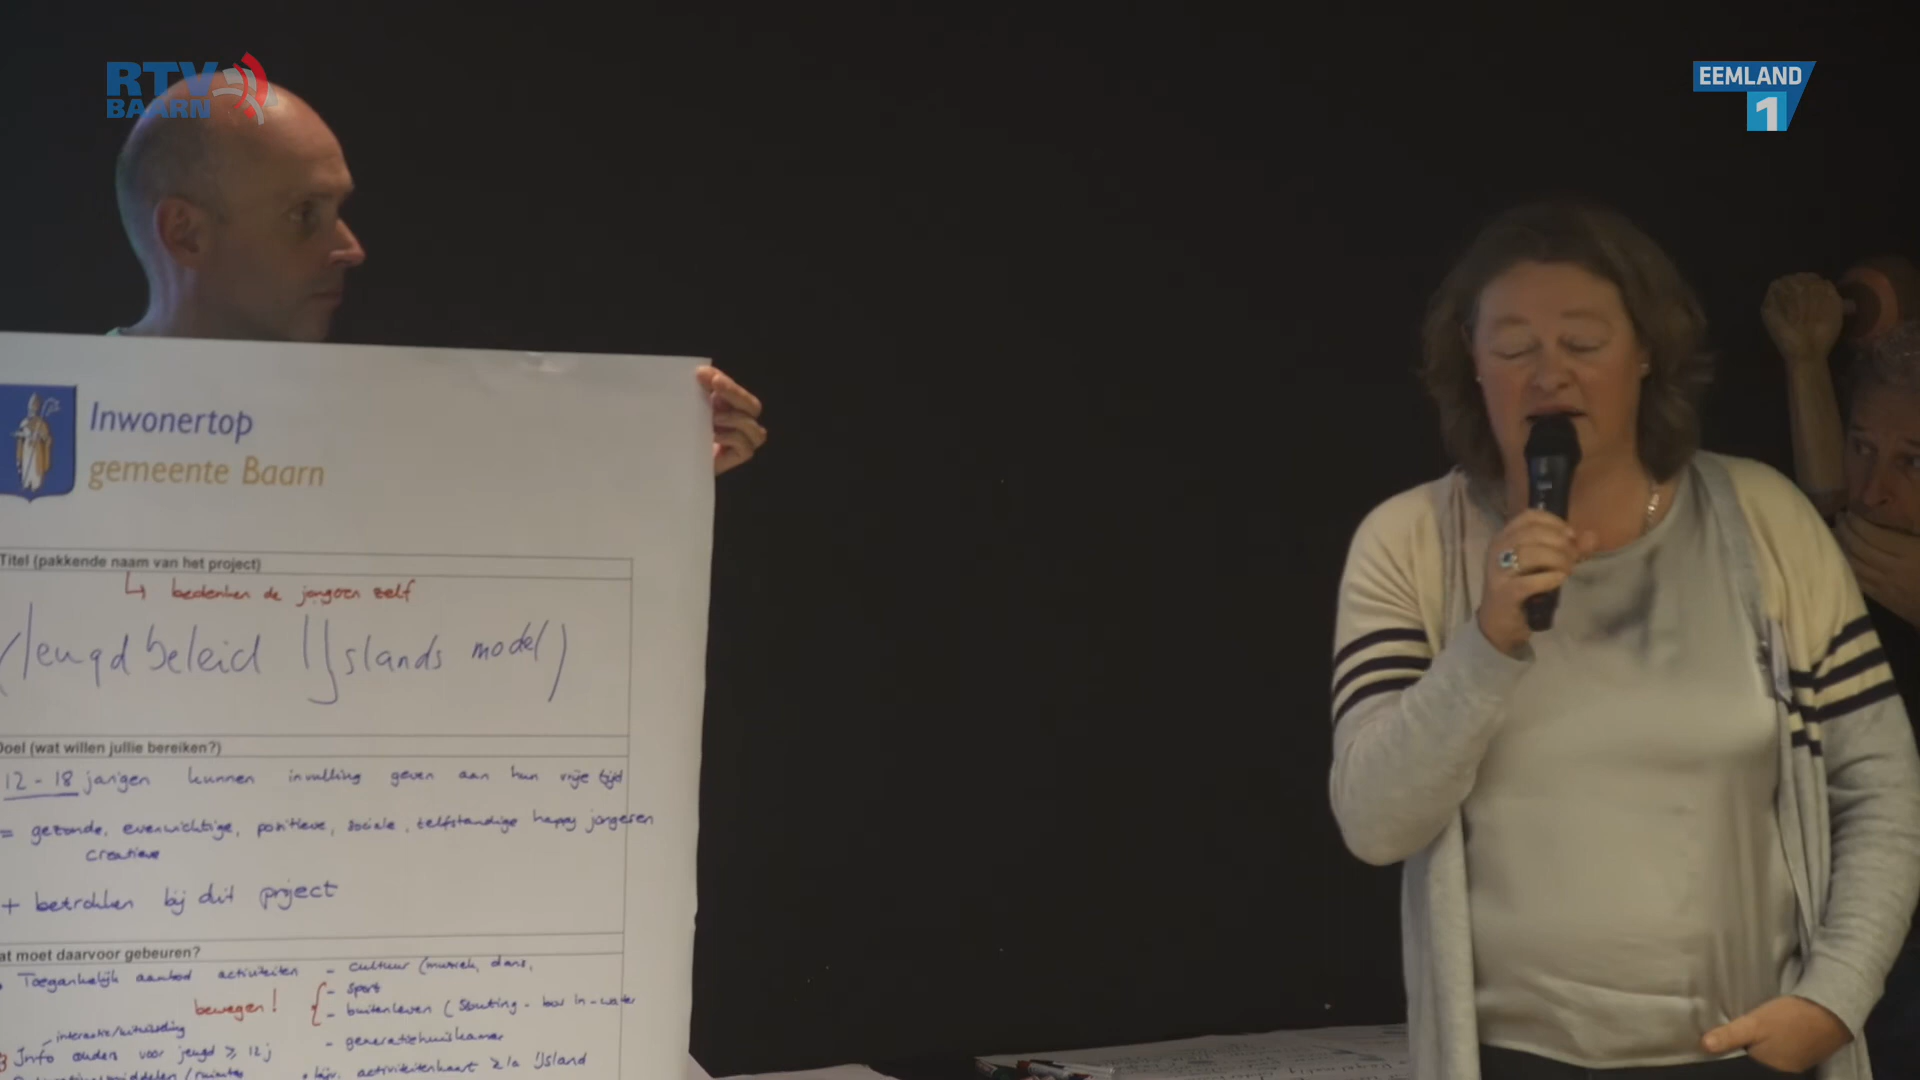 RTV
BAARN
EEMLAND
1
Inwonertop
gemeente Baarn
Titel (pakkende naam van het project)
↳ bedenken de jongeren zelf
(Jeugdbeleid IJslands model)
Doel (wat willen jullie bereiken?)
12 - 18 jarigen kunnen invulling geven aan hun vrije tijd
= gezonde, evenwichtige, positieve, sociale, zelfstandige happy jongeren
creatieve
+ betrokken bij dit project
at moet daarvoor gebeuren?
Toegankelijk aanbod activiteiten - cultuur (muziek, dans,
- sport
bewegen! - buitenleven (Scouting -
- interactie/uitwisseling
- generatiehuiskamer
Info ouders voor jeugd ≥ 12 j
activiteitenkaart à la IJsland